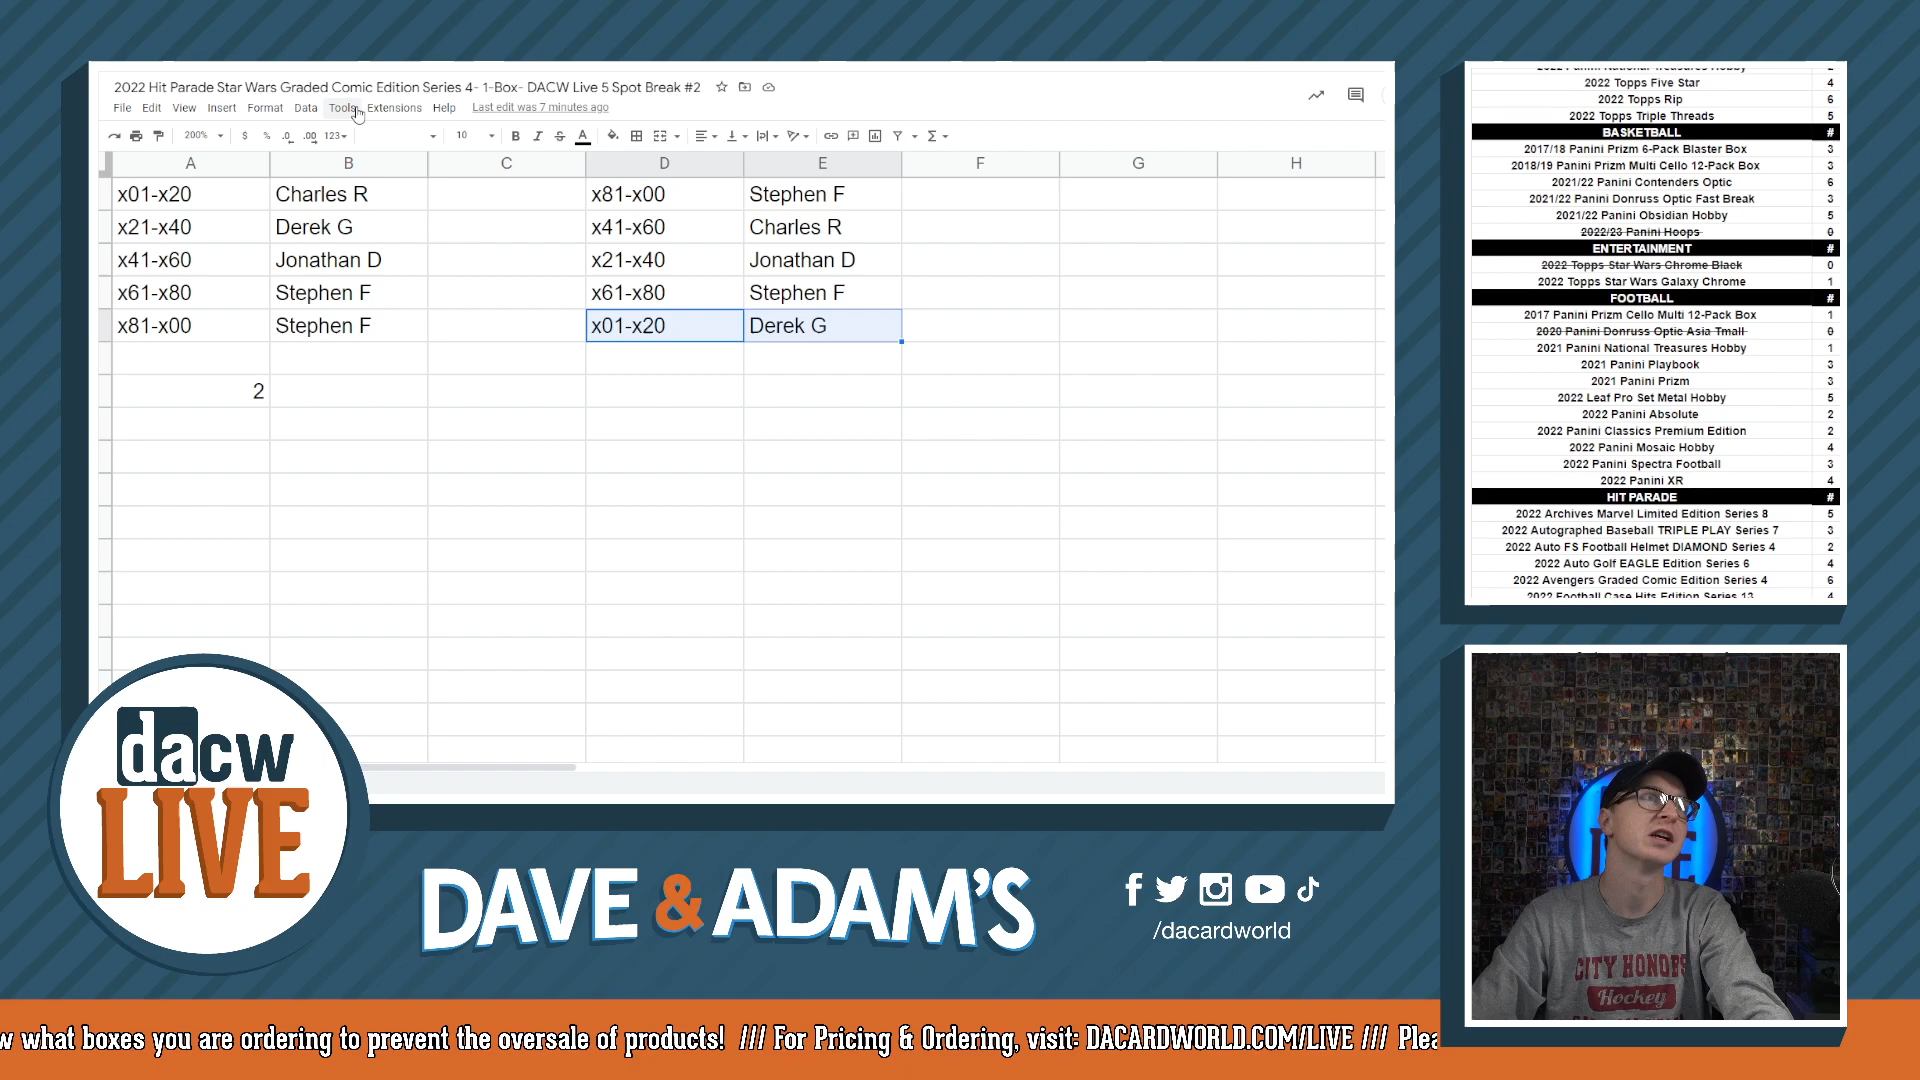 2022 Hit Parade Star Wars Graded Comic Edition Series 4- 1-Box- DACW Live 5 Spot Break #2
File Edit View Insert Format Data Tools Extensions Help Last edit was 7 minutes ago
200% $ % .0 .00 123 10 B I S A
A B C D E F G H
x01-x20 Charles R x81-x00 Stephen F
x21-x40 Derek G x41-x60 Charles R
x41-x60 Jonathan D x21-x40 Jonathan D
x61-x80 Stephen F x61-x80 Stephen F
x81-x00 Stephen F x01-x20 Derek G
2
2022 Topps Five Star 4
2022 Topps Rip 6
2022 Topps Triple Threads 5
BASKETBALL #
2017/18 Panini Prizm 6-Pack Blaster Box 3
2018/19 Panini Prizm Multi Cello 12-Pack Box 3
2021/22 Panini Contenders Optic 6
2021/22 Panini Donruss Optic Fast Break 3
2021/22 Panini Obsidian Hobby 5
2022/23 Panini Hoops 0
ENTERTAINMENT #
2022 Topps Star Wars Chrome Black 0
2022 Topps Star Wars Galaxy Chrome 1
FOOTBALL #
2017 Panini Prizm Cello Multi 12-Pack Box 1
2020 Panini Donruss Optic Asia Tmall 0
2021 Panini National Treasures Hobby 1
2021 Panini Playbook 3
2021 Panini Prizm 3
2022 Leaf Pro Set Metal Hobby 5
2022 Panini Absolute 2
2022 Panini Classics Premium Edition 2
2022 Panini Mosaic Hobby 4
2022 Panini Spectra Football 3
2022 Panini XR 4
HIT PARADE #
2022 Archives Marvel Limited Edition Series 8 5
2022 Autographed Baseball TRIPLE PLAY Series 7 3
2022 Auto FS Football Helmet DIAMOND Series 4 2
2022 Auto Golf EAGLE Edition Series 6 4
2022 Avengers Graded Comic Edition Series 4 6
2022 Football Case Hits Edition Series 13 4
dacw
LIVE
DAVE & ADAM'S
/dacardworld
CITY HONORS
Hockey
w what boxes you are ordering to prevent the oversale of products! /// For Pricing & Ordering, visit: DACARDWORLD.COM/LIVE /// Plea